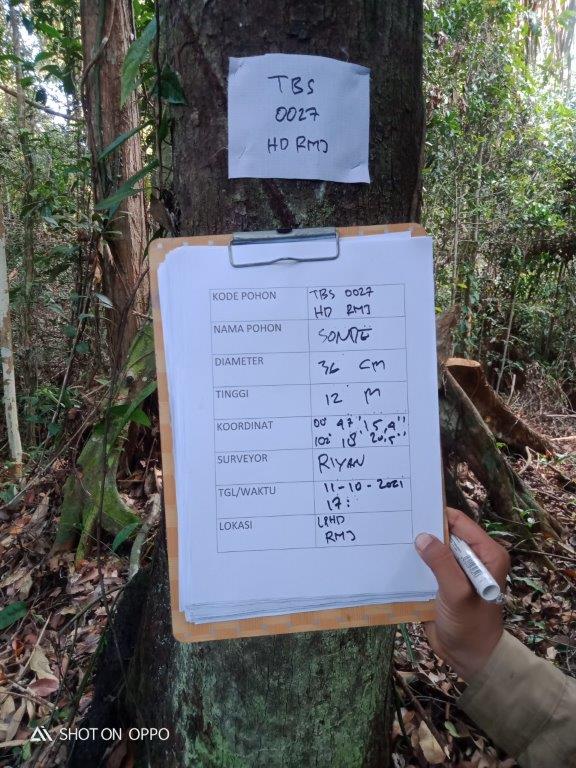 TBS
0027
HD RMJ
KODE POHON TBS 0027
HD RMJ
NAMA POHON SONDE
DIAMETER 36 CM
TINGGI 12 M
KOORDINAT 00° 47' 15,9''
102° 18' 20,5''
SURVEYOR RIYAN
TGL/WAKTU 11-10-2021
17:
LOKASI LPHD
RMJ
SHOT ON OPPO